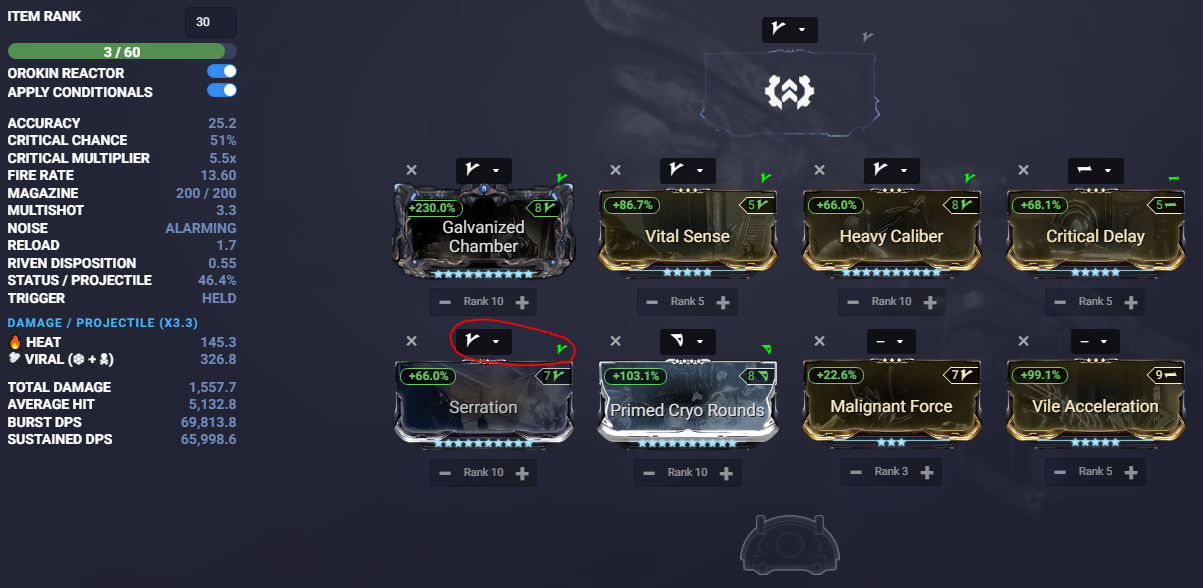 ITEM RANK 30
3 / 60
OROKIN REACTOR
APPLY CONDITIONALS
ACCURACY 25.2
CRITICAL CHANCE 51%
CRITICAL MULTIPLIER 5.5x
FIRE RATE 13.60
MAGAZINE 200 / 200
MULTISHOT 3.3
NOISE ALARMING
RELOAD 1.7
RIVEN DISPOSITION 0.55
STATUS / PROJECTILE 46.4%
TRIGGER HELD
DAMAGE / PROJECTILE (X3.3)
HEAT 145.3
VIRAL ( + ) 326.8
TOTAL DAMAGE 1,557.7
AVERAGE HIT 5,132.8
BURST DPS 69,813.8
SUSTAINED DPS 65,998.6
+230.0% 8
Galvanized
Chamber
Rank 10
+86.7% 5
Vital Sense
Rank 5
+66.0% 8
Heavy Caliber
Rank 10
+68.1% 5
Critical Delay
Rank 5
+66.0% 7
Serration
Rank 10
+103.1% 8
Primed Cryo Rounds
Rank 10
+22.6% 7
Malignant Force
Rank 3
+99.1% 9
Vile Acceleration
Rank 5